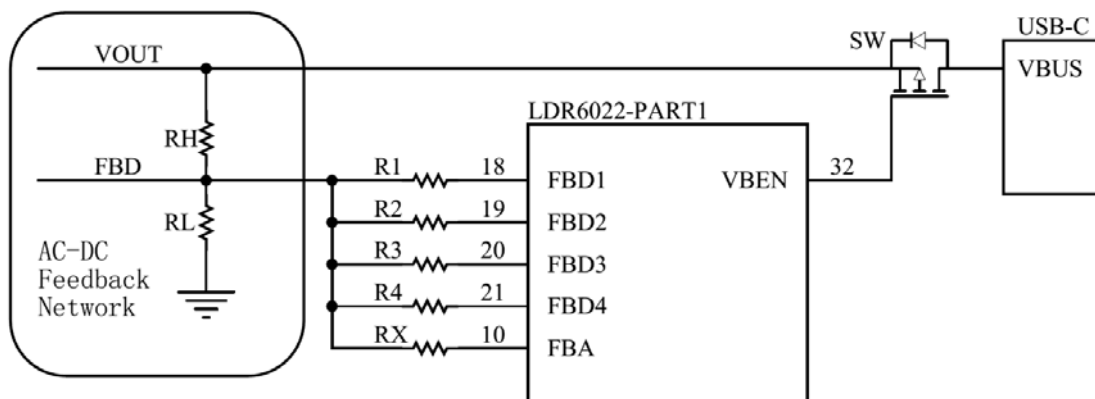 USB-C
SW
VOUT
VBUS
LDR6022-PART1
RH
FBD
R1 18 FBD1 VBEN 32
RL
R2 19 FBD2
AC-DC
Feedback
Network
R3 20 FBD3
R4 21 FBD4
RX 10 FBA